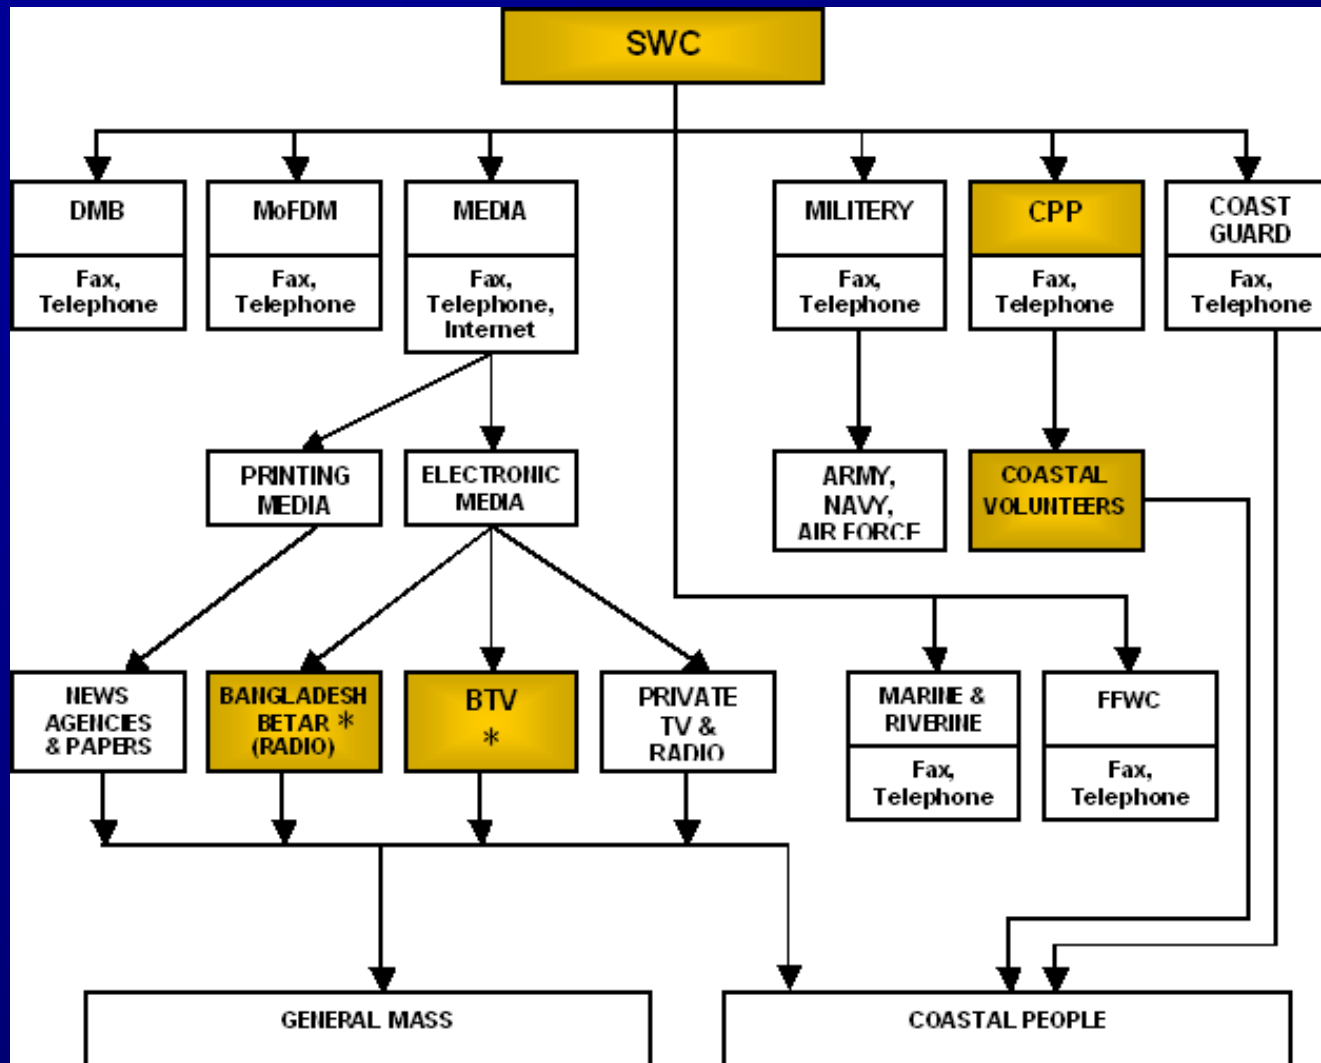 SWC
DMB
Fax,
Telephone
MoFDM
Fax,
Telephone
MEDIA
Fax,
Telephone,
Internet
MILITERY
Fax,
Telephone
CPP
Fax,
Telephone
COAST
GUARD
Fax,
Telephone
PRINTING
MEDIA
ELECTRONIC
MEDIA
ARMY,
NAVY,
AIR FORCE
COASTAL
VOLUNTEERS
NEWS
AGENCIES
& PAPERS
BANGLADESH
BETAR *
(RADIO)
BTV
*
PRIVATE
TV &
RADIO
MARINE &
RIVERINE
Fax,
Telephone
FFWC
Fax,
Telephone
GENERAL MASS
COASTAL PEOPLE